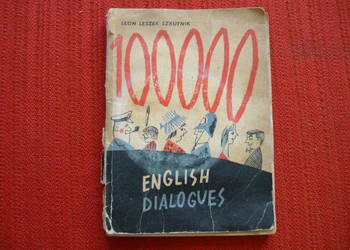 LEON LESZEK SZKUTNIK
100000
ENGLISH
DIALOGUES